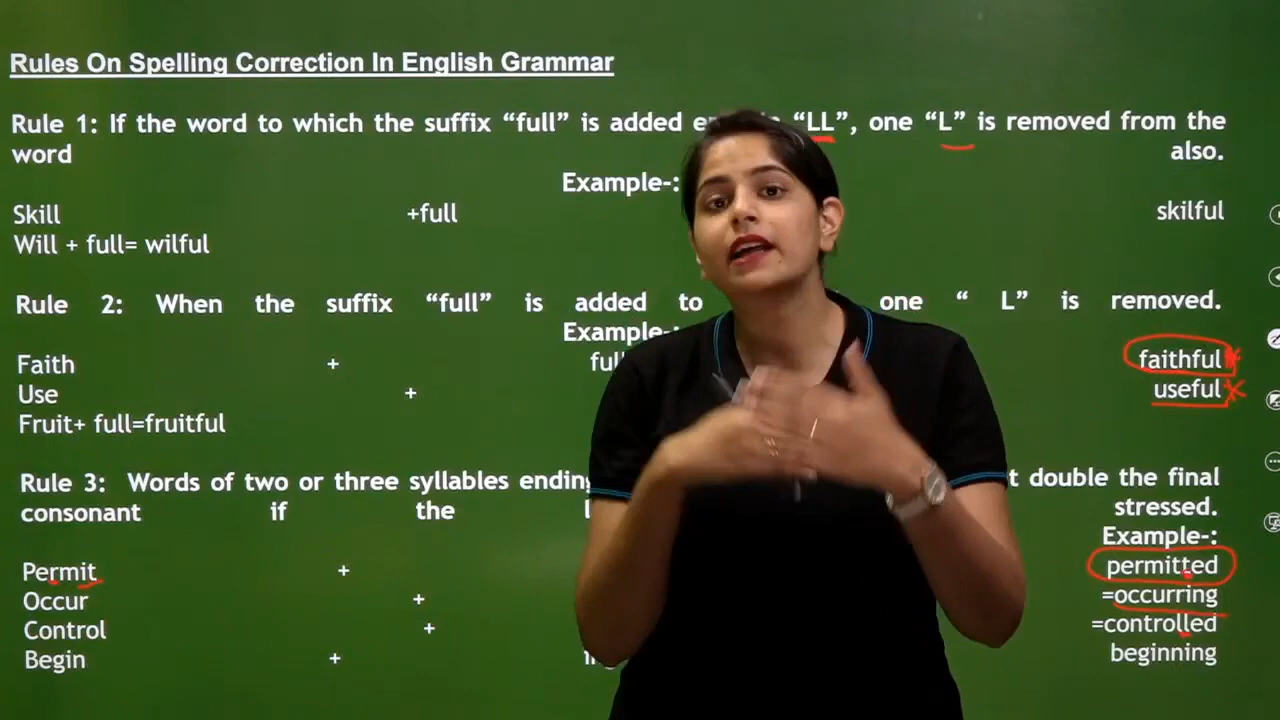 Rules On Spelling Correction In English Grammar
Rule 1: If the word to which the suffix “full” is added “LL”, one “L” is removed from the
word also.
Example-:
Skill +full skilful
Will + full= wilful
Rule 2: When the suffix “full” is added to one “ L” is removed.
Example-:
Faith + full faithful
Use + useful
Fruit+ full=fruitful
Rule 3: Words of two or three syllables ending double the final
consonant if the stressed.
Example-:
Permit + permitted
Occur + =occurring
Control + =controlled
Begin + beginning